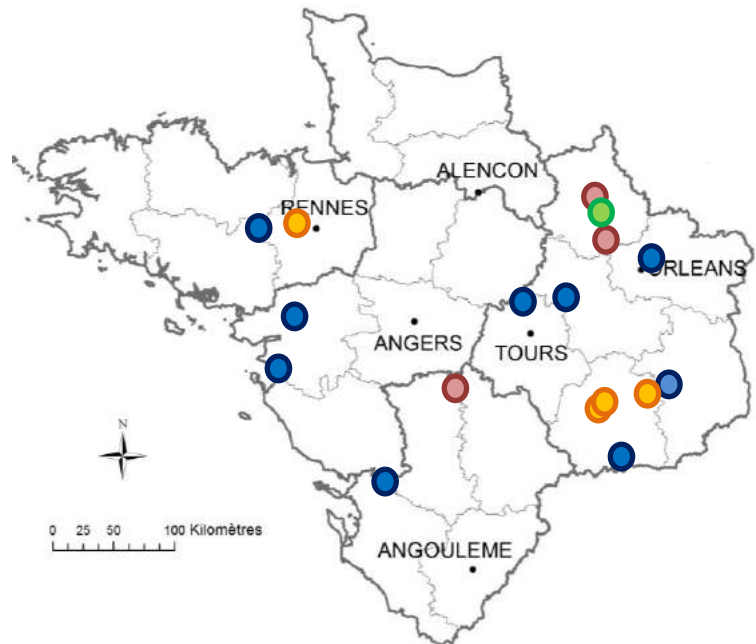 ALENCON
RENNES
ORLEANS
ANGERS
TOURS
N
0 25 50 100 Kilomètres
ANGOULEME